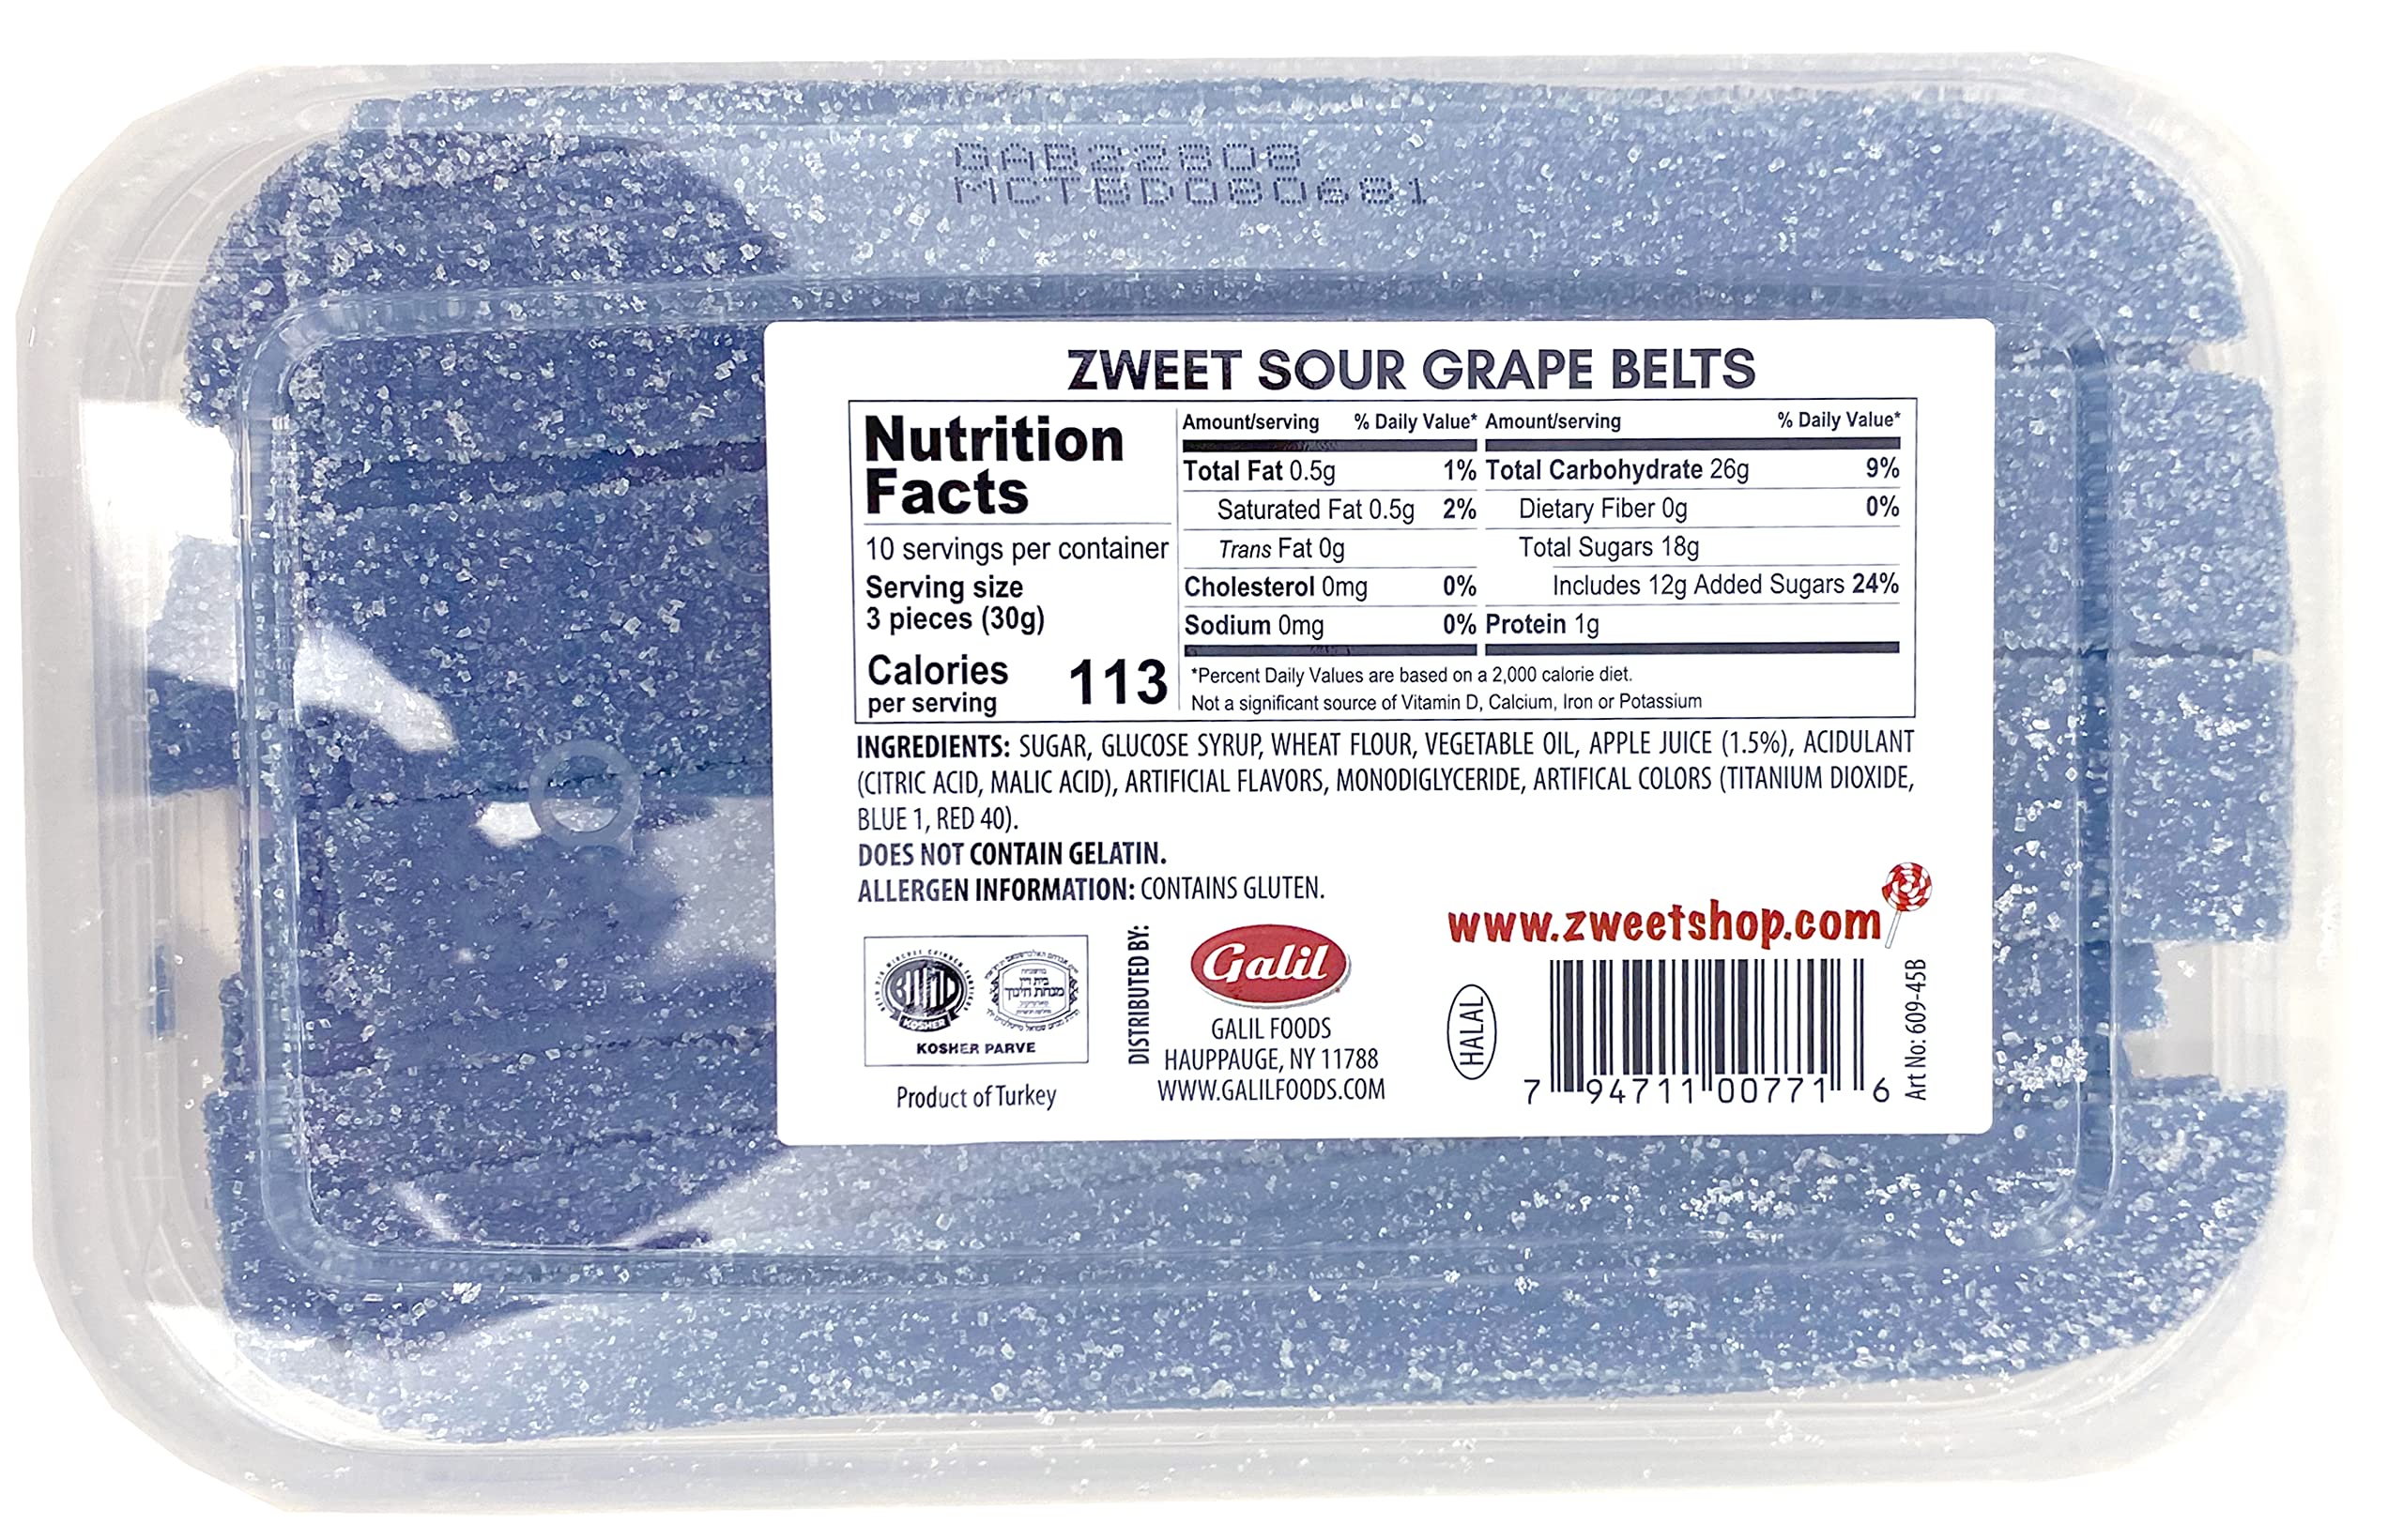 ZWEET SOUR GRAPE BELTS
Nutrition
Facts
10 servings per container
Serving size
3 pieces (30g)
Calories
per serving
113
Amount/serving % Daily Value*
Total Fat 0.5g 1%
Saturated Fat 0.5g 2%
Trans Fat 0g
Cholesterol 0mg 0%
Sodium 0mg 0%
Amount/serving % Daily Value*
Total Carbohydrate 26g 9%
Dietary Fiber 0g 0%
Total Sugars 18g
Includes 12g Added Sugars 24%
Protein 1g
*Percent Daily Values are based on a 2,000 calorie diet.
Not a significant source of Vitamin D, Calcium, Iron or Potassium
INGREDIENTS: SUGAR, GLUCOSE SYRUP, WHEAT FLOUR, VEGETABLE OIL, APPLE JUICE (1.5%), ACIDULANT
(CITRIC ACID, MALIC ACID), ARTIFICIAL FLAVORS, MONODIGLYCERIDE, ARTIFICAL COLORS (TITANIUM DIOXIDE,
BLUE 1, RED 40).
DOES NOT CONTAIN GELATIN.
ALLERGEN INFORMATION: CONTAINS GLUTEN.
KOSHER
בית דין
מנחת חינוך
KOSHER PARVE
Product of Turkey
DISTRIBUTED BY:
Galil
GALIL FOODS
HAUPPAUGE, NY 11788
WWW.GALILFOODS.COM
www.zweetshop.com
HALAL
7 94711 00771 6
Art No: 609-45B